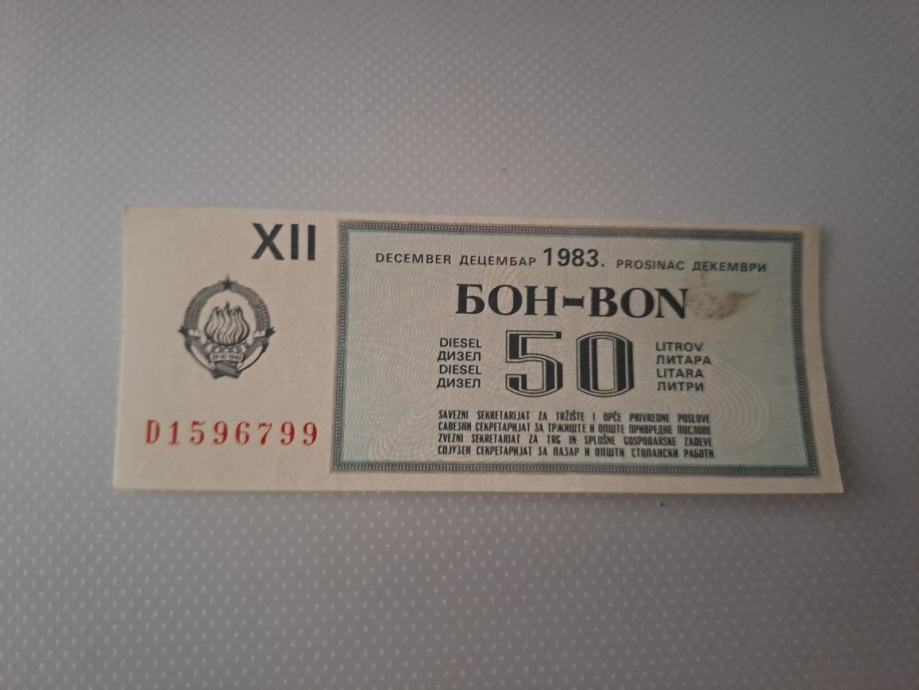 XII
DECEMBER ДЕЦЕМБАР 1983. PROSINAC ДЕКЕМВРИ
БОН-BON
DIESEL
ДИЗЕЛ
DIESEL
ДИЗЕЛ
50
LITROV
ЛИТАРА
LITARA
ЛИТРИ
SAVEZNI SEKRETARIJAT ZA TRŽIŠTE I OPĆE PRIVREDNE POSLOVE
САВЕЗНИ СЕКРЕТАРИЈАТ ЗА ТРЖИШТЕ И ОПШТЕ ПРИВРЕДНЕ ПОСЛОВЕ
ZVEZNI SEKRETARIAT ZA TRG IN SPLOŠNE GOSPODARSKE ZADEVE
СОЈУЗЕН СЕКРЕТАРИЈАТ ЗА ПАЗАР И ОПШТИ СТОПАНСКИ РАБОТИ
D1596799